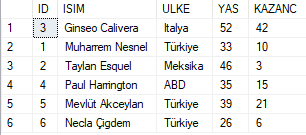 ID ISIM ULKE YAS KAZANC
1 3 Ginseo Calivera Italya 52 42
2 1 Muharrem Nesnel Türkiye 33 10
3 2 Taylan Esquel Meksika 46 3
4 4 Paul Harrington ABD 35 15
5 5 Mevlüt Akceylan Türkiye 39 21
6 6 Necla Çigdem Türkiye 26 6